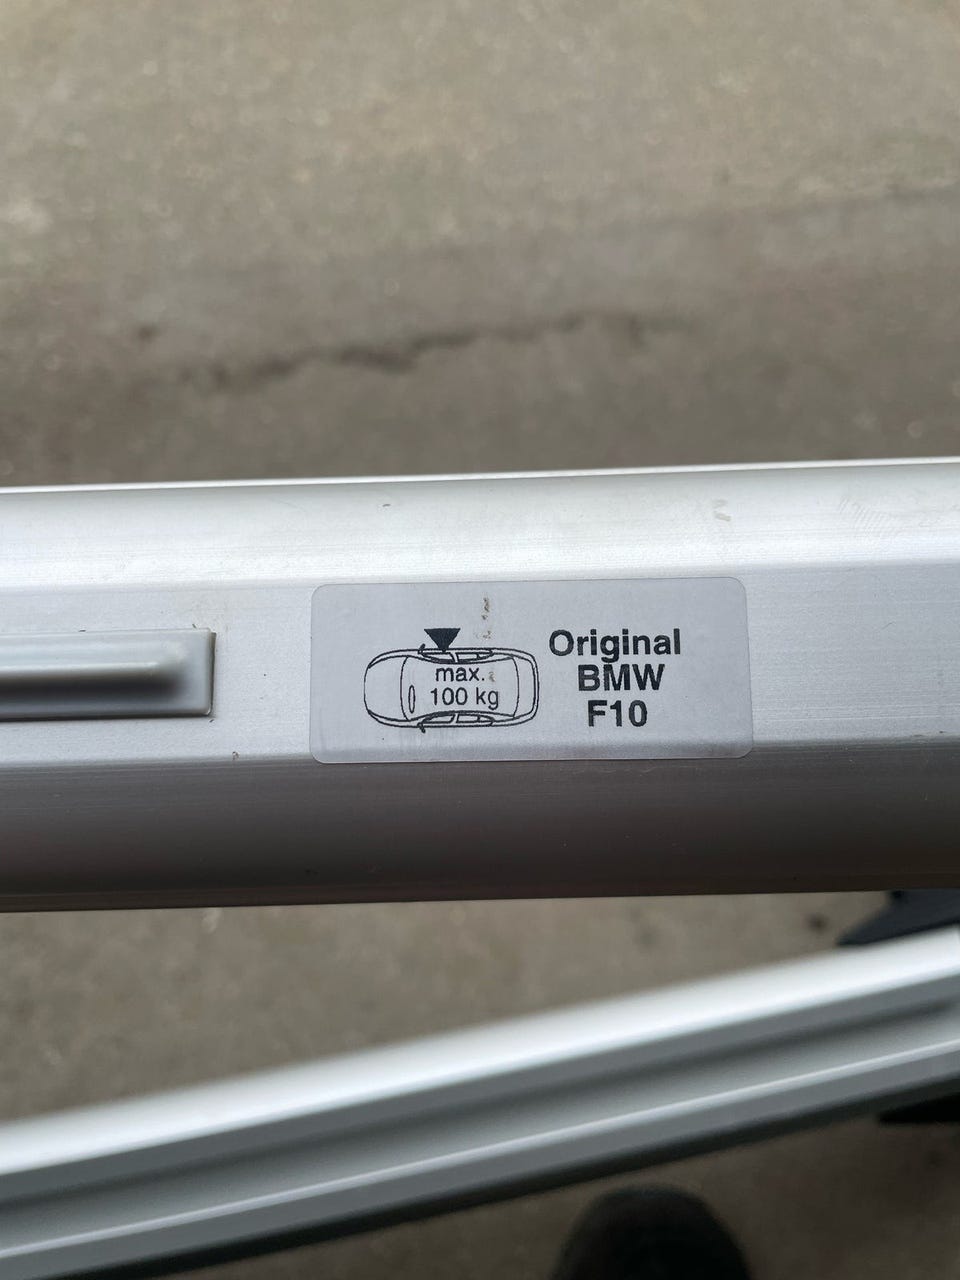 max.
100 kg
Original
BMW
F10